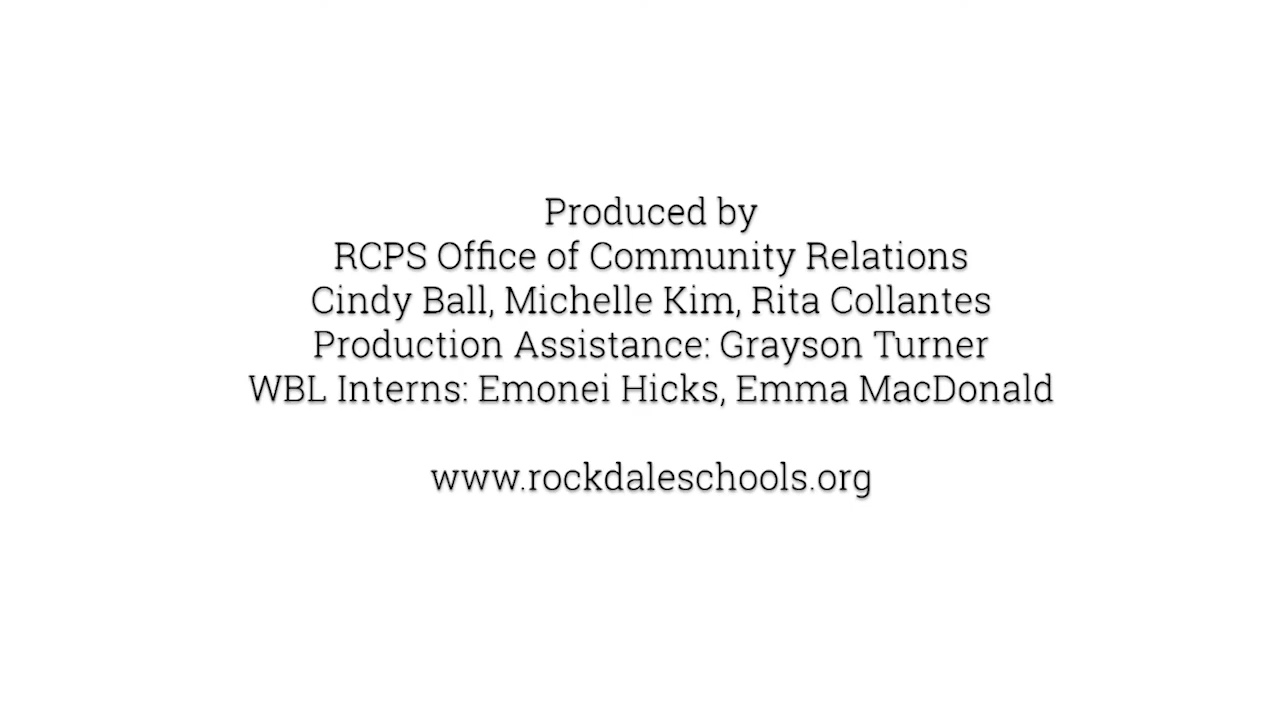 Produced by
RCPS Office of Community Relations
Cindy Ball, Michelle Kim, Rita Collantes
Production Assistance: Grayson Turner
WBL Interns: Emonei Hicks, Emma MacDonald
www.rockdaleschools.org